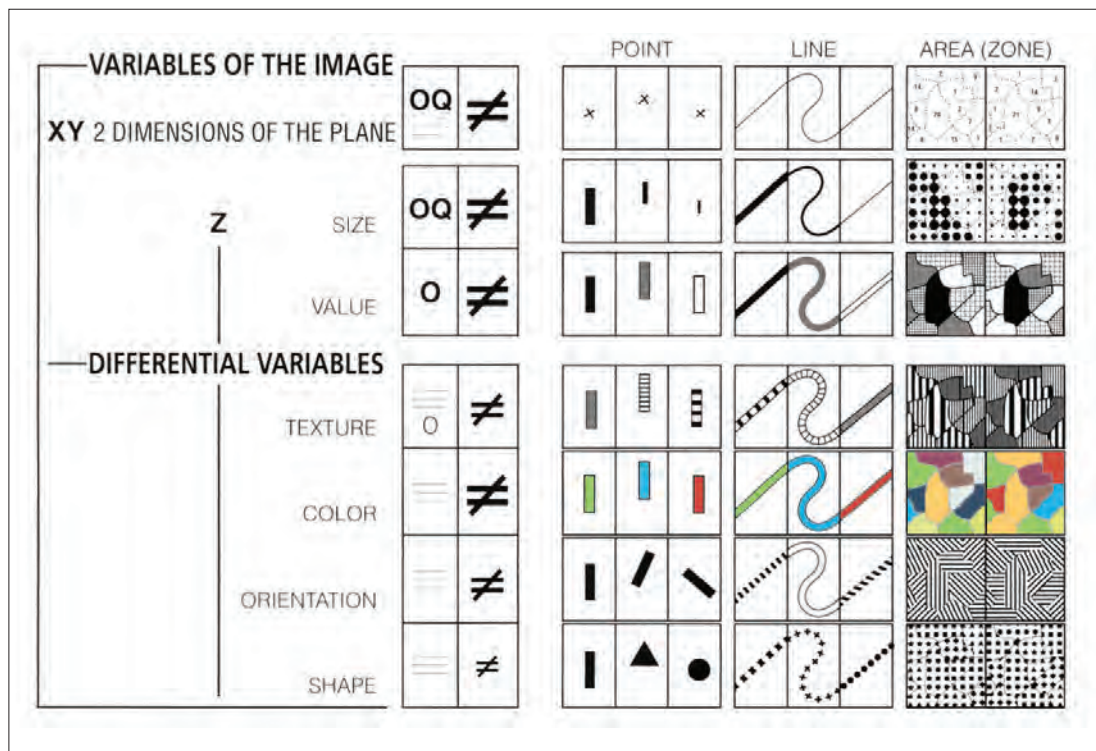 POINT LINE AREA (ZONE)
VARIABLES OF THE IMAGE
OQ ≠
XY 2 DIMENSIONS OF THE PLANE
Z
OQ ≠
SIZE
O ≠
VALUE
DIFFERENTIAL VARIABLES
O ≠
TEXTURE
≠
COLOR
≠
ORIENTATION
≠
SHAPE